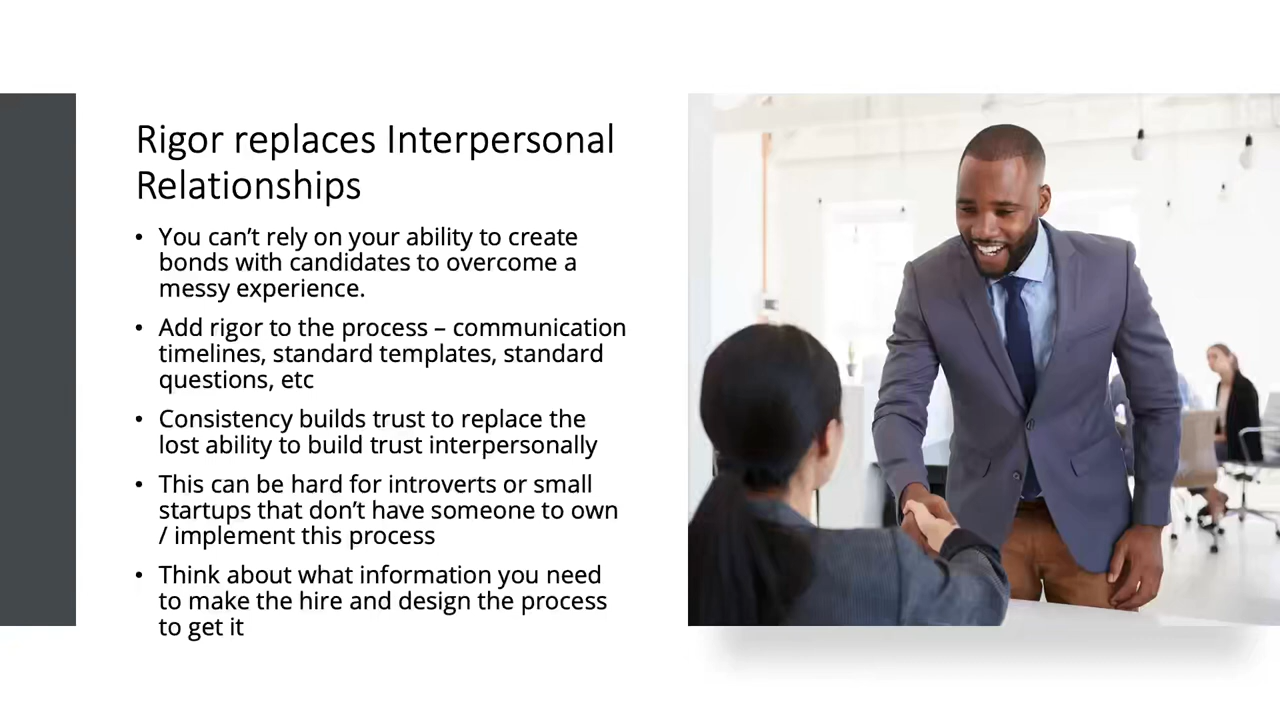 Rigor replaces Interpersonal
Relationships
• You can’t rely on your ability to create
bonds with candidates to overcome a
messy experience.
• Add rigor to the process – communication
timelines, standard templates, standard
questions, etc
• Consistency builds trust to replace the
lost ability to build trust interpersonally
• This can be hard for introverts or small
startups that don’t have someone to own
/ implement this process
• Think about what information you need
to make the hire and design the process
to get it